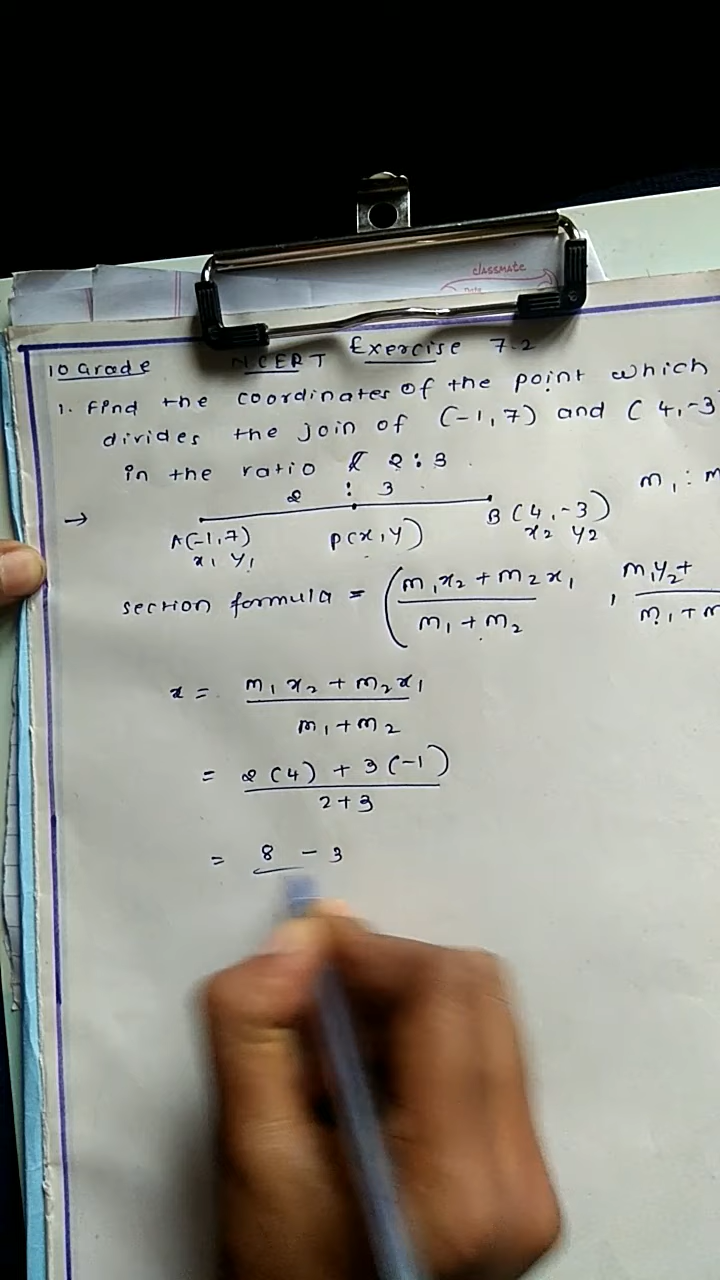 classmate
10 Grade NCERT Exercise 7.2
1. Find the coordinates of the point which
divides the join of (-1,7) and (4,-3
in the ratio 2:3.
2 : 3
m₁ : m
→ A(-1,7) P(x,y) B(4,-3)
x₁ y₁ x₂ y₂
section formula = (m₁x₂ + m₂x₁ / m₁ + m₂ , m₁y₂ + / m₁ + m
x = m₁x₂ + m₂x₁ / m₁ + m₂
= 2(4) + 3(-1) / 2+3
= 8 - 3